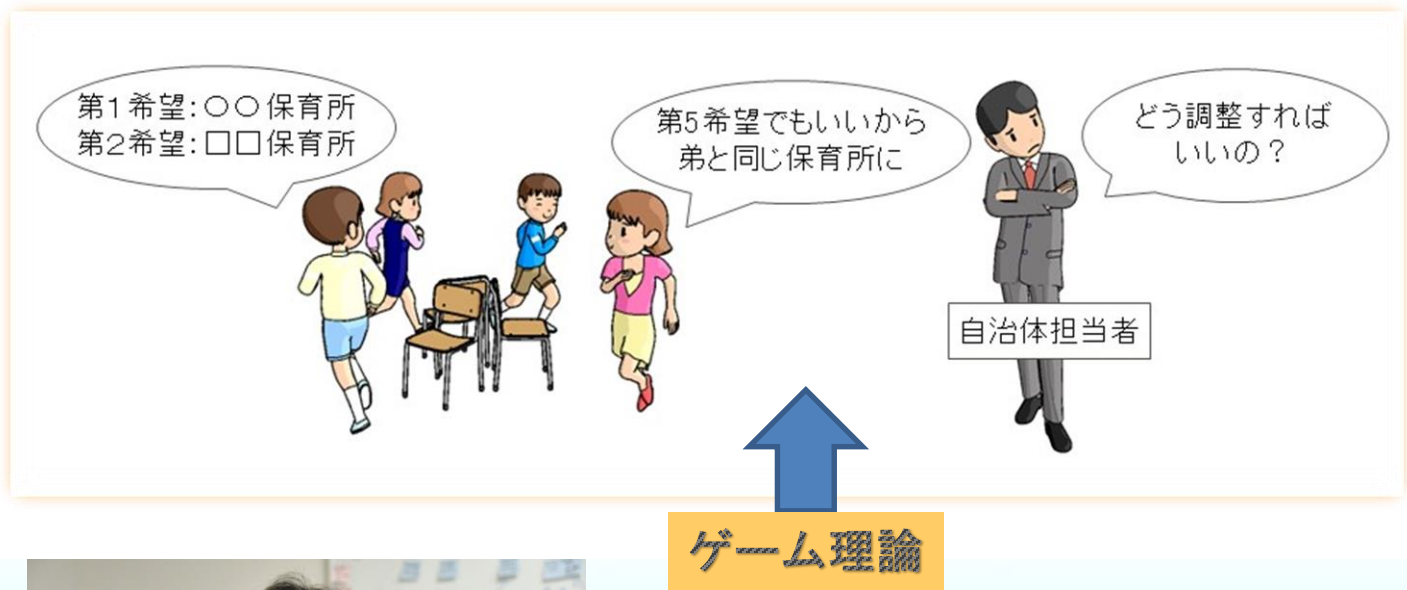 第1希望:○○保育所
第2希望:□□保育所
第5希望でもいいから
弟と同じ保育所に
どう調整すれば
いいの？
自治体担当者
ゲーム理論